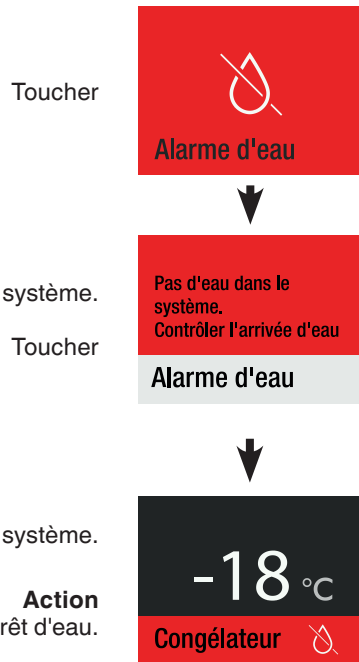 Toucher
Alarme d'eau
système.
Pas d'eau dans le
système.
Contrôler l'arrivée d'eau
Toucher
Alarme d'eau
système.
-18 °C
Action
rêt d'eau.
Congélateur